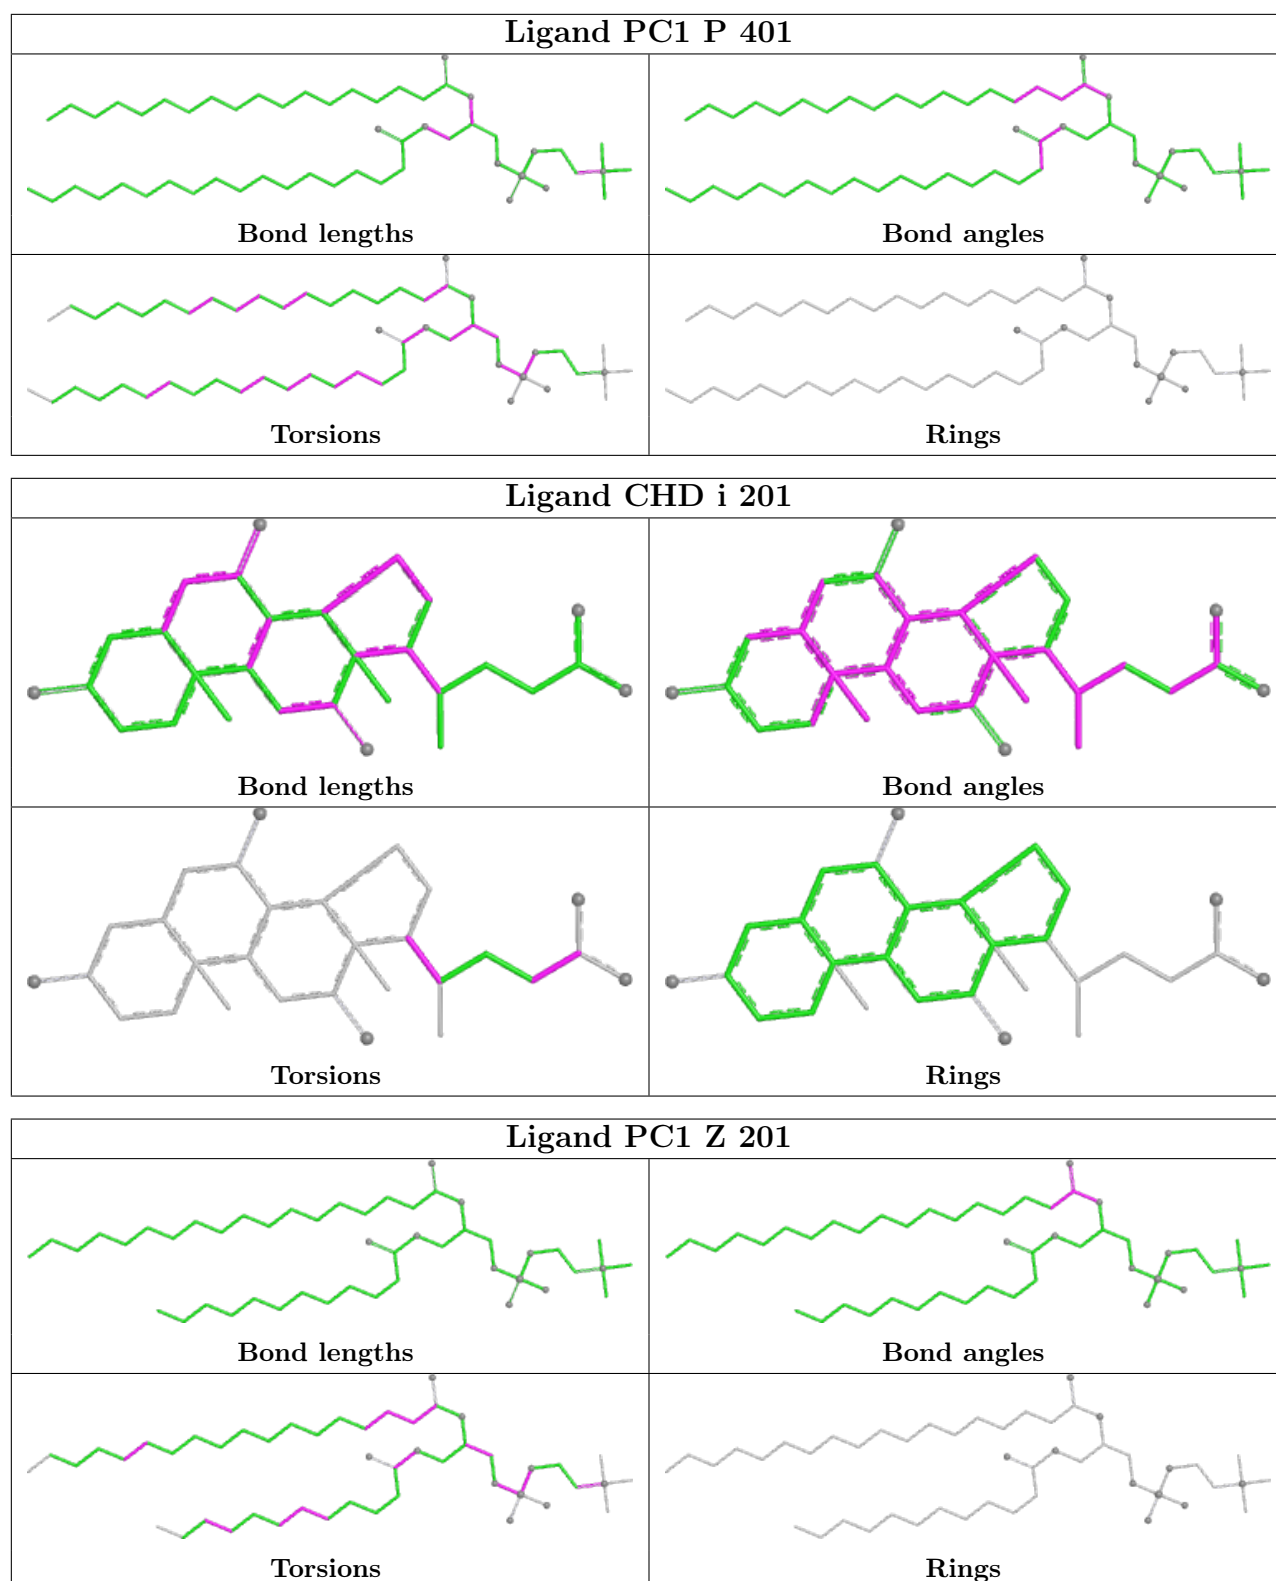 Ligand PC1 P 401
Bond lengths
Bond angles
Torsions
Rings
Ligand CHD i 201
Bond lengths
Bond angles
Torsions
Rings
Ligand PC1 Z 201
Bond lengths
Bond angles
Torsions
Rings